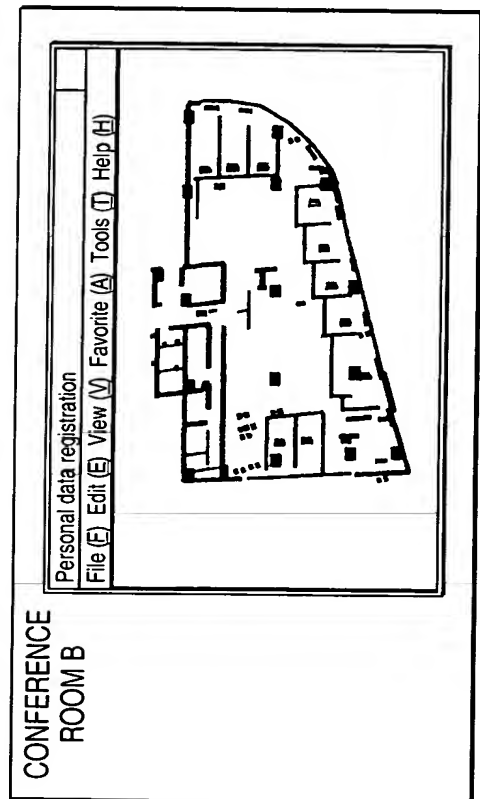 CONFERENCE
ROOM B
Personal data registration
File (F) Edit (E) View (V) Favorite (A) Tools (T) Help (H)